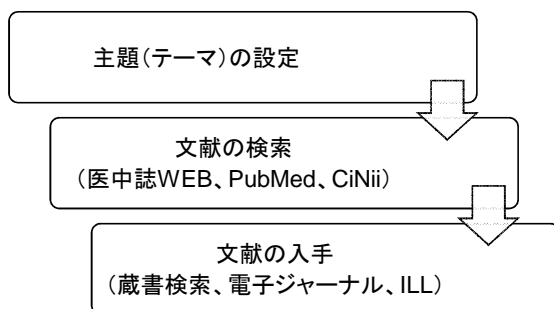 主題(テーマ)の設定
文献の検索
(医中誌WEB、PubMed、CiNii)
文献の入手
(蔵書検索、電子ジャーナル、ILL)